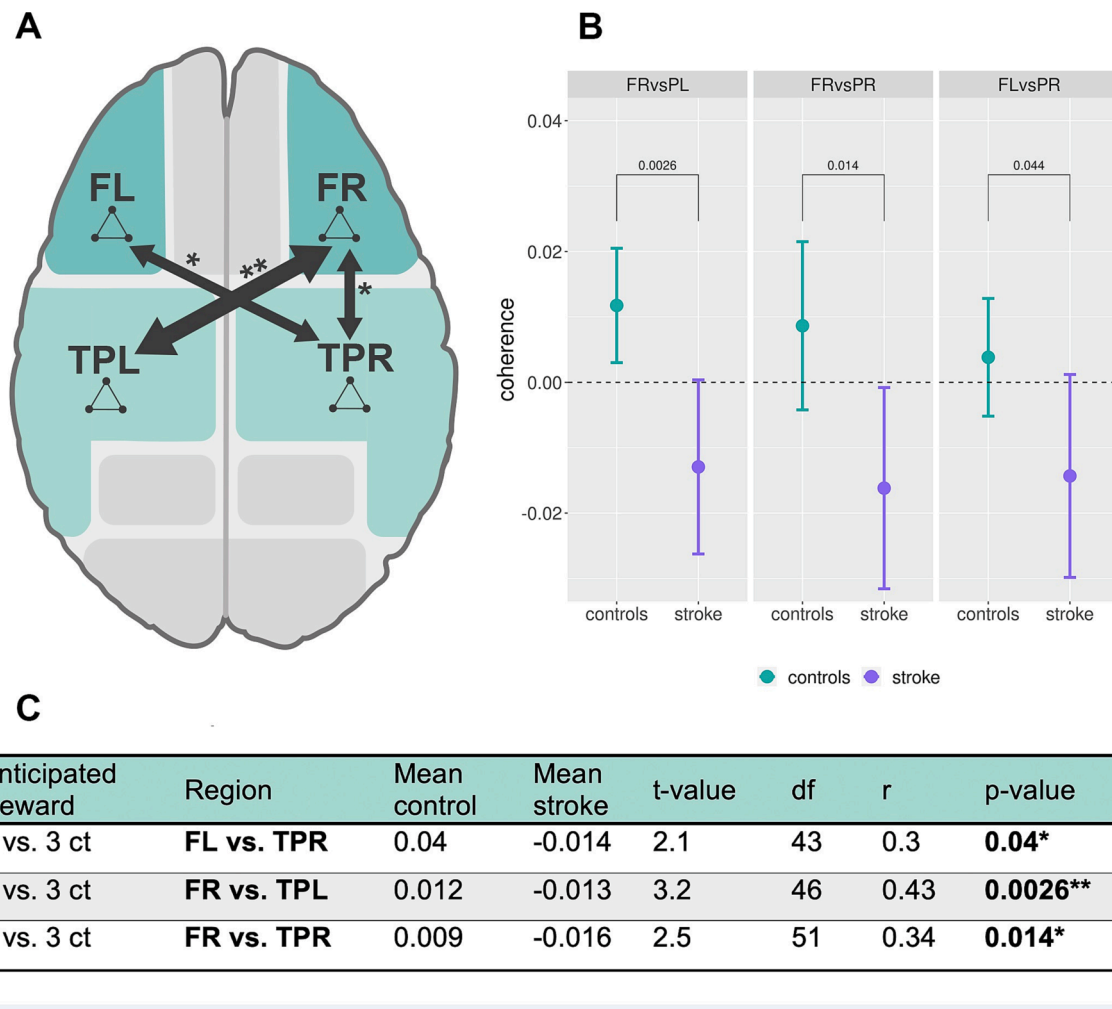 A
FL
FR
*
**
*
TPL
TPR
B
FRvsPL
FRvsPR
FLvsPR
0.04
0.0026
0.014
0.044
0.02
0.00
-0.02
coherence
controls
stroke
controls
stroke
controls
stroke
controls
stroke
C
nticipated
eward
Region
Mean
control
Mean
stroke
t-value
df
r
p-value
vs. 3 ct FL vs. TPR 0.04 -0.014 2.1 43 0.3 0.04*
vs. 3 ct FR vs. TPL 0.012 -0.013 3.2 46 0.43 0.0026**
vs. 3 ct FR vs. TPR 0.009 -0.016 2.5 51 0.34 0.014*